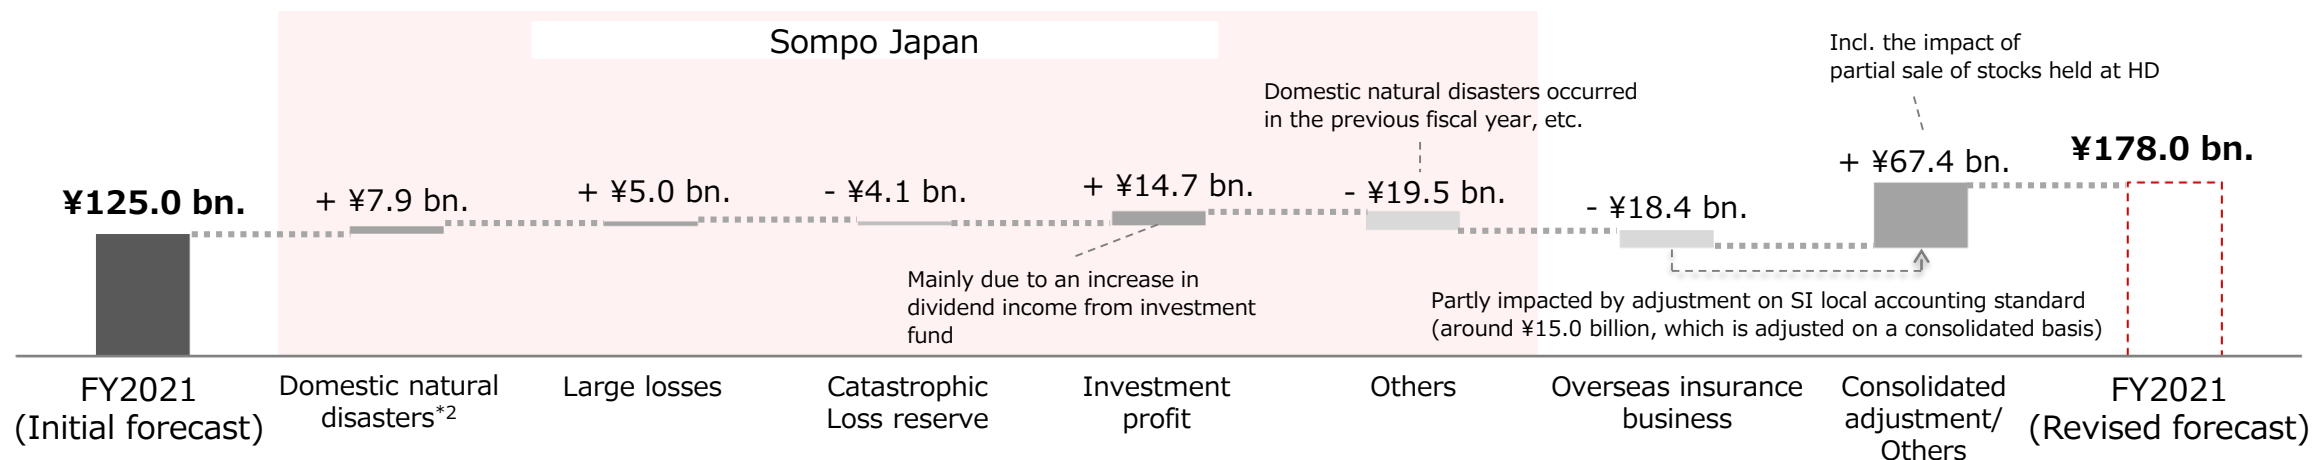 Sompo Japan
Incl. the impact of
partial sale of stocks held at HD
Domestic natural disasters occurred
in the previous fiscal year, etc.
¥125.0 bn.
+ ¥7.9 bn.
+ ¥5.0 bn.
- ¥4.1 bn.
+ ¥14.7 bn.
- ¥19.5 bn.
- ¥18.4 bn.
+ ¥67.4 bn.
¥178.0 bn.
Mainly due to an increase in
dividend income from investment
fund
Partly impacted by adjustment on SI local accounting standard
(around ¥15.0 billion, which is adjusted on a consolidated basis)
FY2021
(Initial forecast)
Domestic natural
disasters*2
Large losses
Catastrophic
Loss reserve
Investment
profit
Others
Overseas insurance
business
Consolidated
adjustment/
Others
FY2021
(Revised forecast)